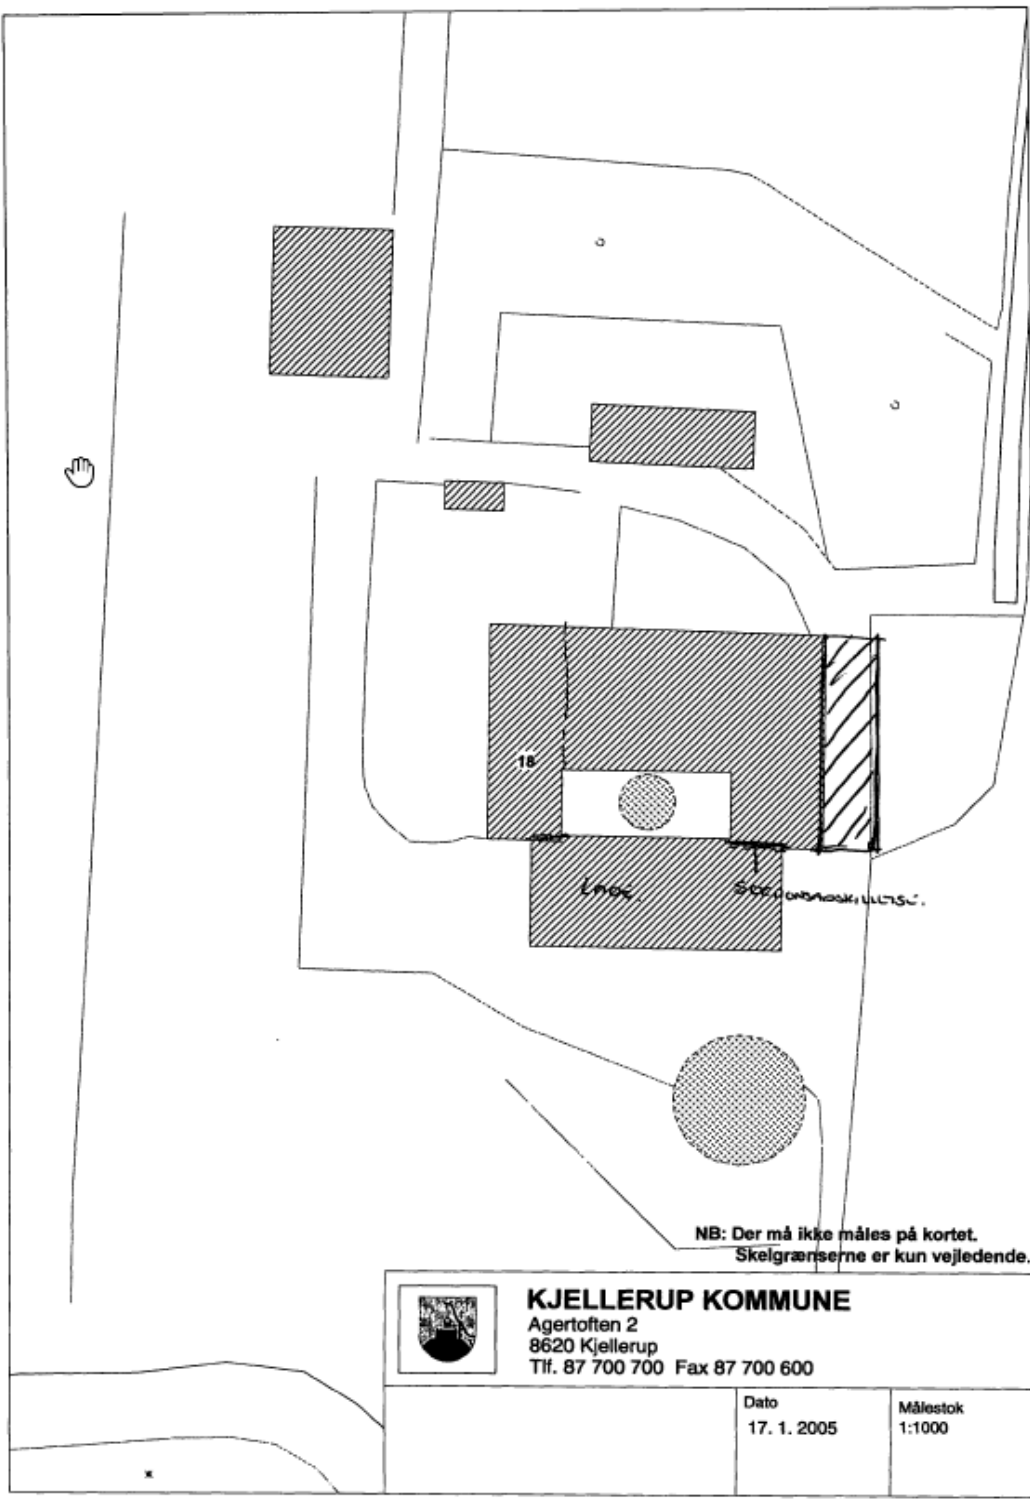 18
NB: Der må ikke måles på kortet.
Skelgrænserne er kun vejledende.
KJELLERUP KOMMUNE
Agertoften 2
8620 Kjellerup
Tlf. 87 700 700 Fax 87 700 600
Dato
17. 1. 2005
Målestok
1:1000